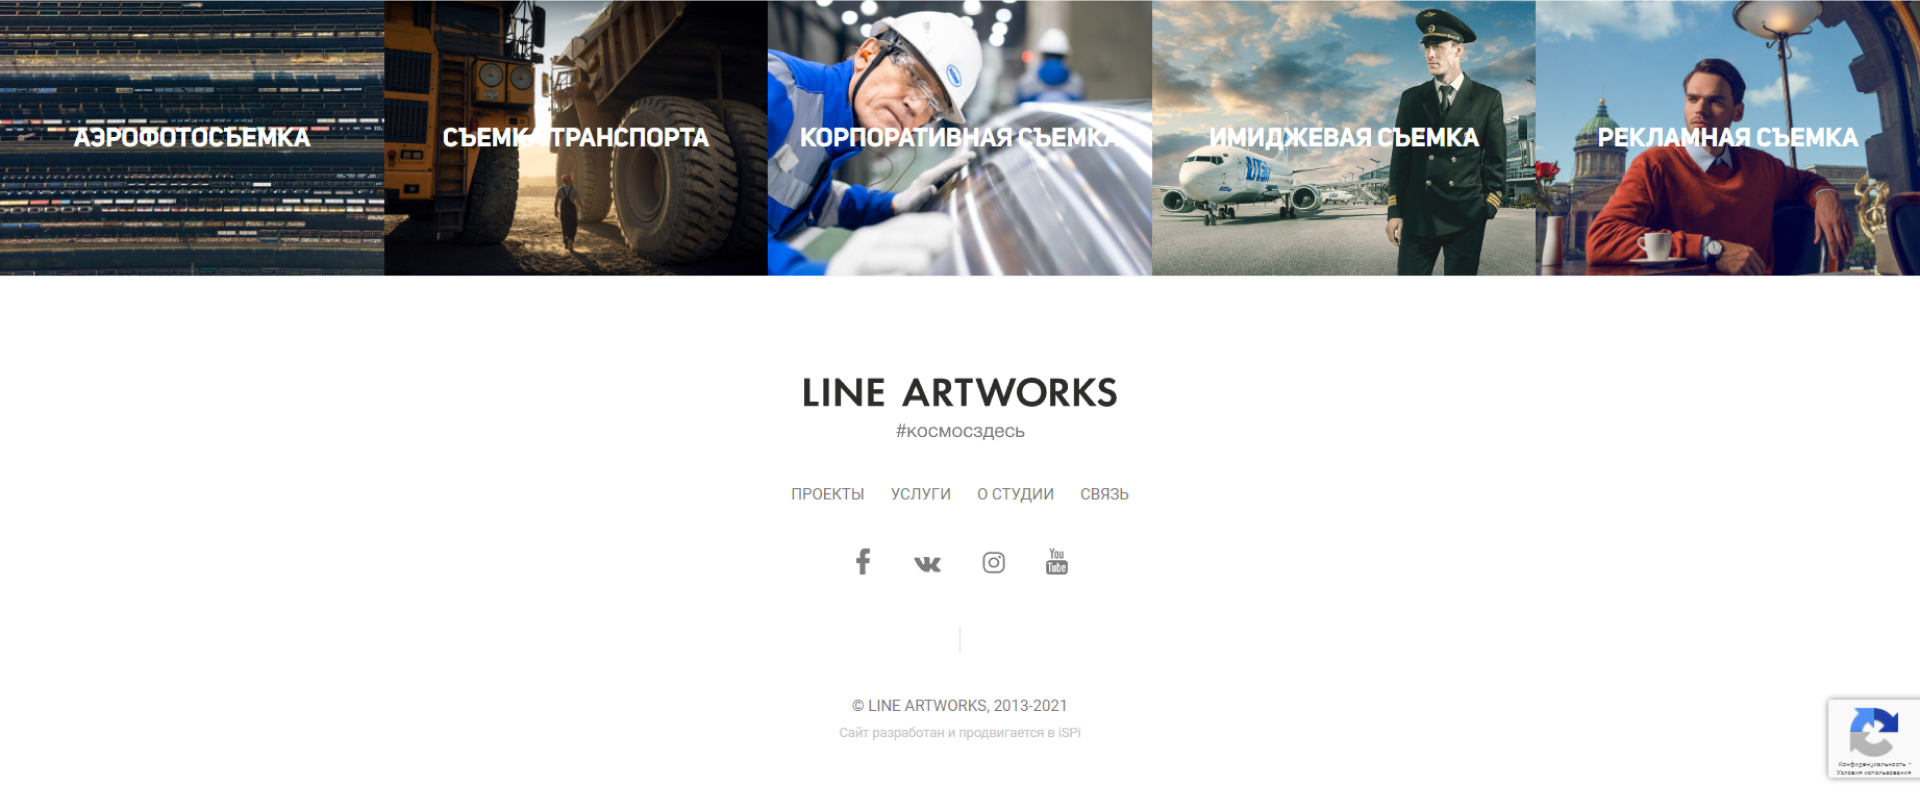 АЭРОФОТОСЪЕМКА
СЪЕМКА ТРАНСПОРТА
КОРПОРАТИВНАЯ СЪЕМКА
ИМИДЖЕВАЯ СЪЕМКА
РЕКЛАМНАЯ СЪЕМКА
LINE ARTWORKS
#космосздесь
ПРОЕКТЫ УСЛУГИ О СТУДИИ СВЯЗЬ
You
Tube
© LINE ARTWORKS, 2013-2021
Сайт разработан и продвигается в iSPi
Конфиденциальность -
Условия использования